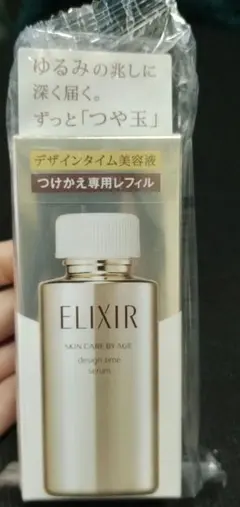 ゆるみの兆しに
深く届く。
ずっと「つや玉」
デザインタイム美容液
つけかえ専用レフィル
ELIXIR
SKIN CARE BY AGE
design time
serum